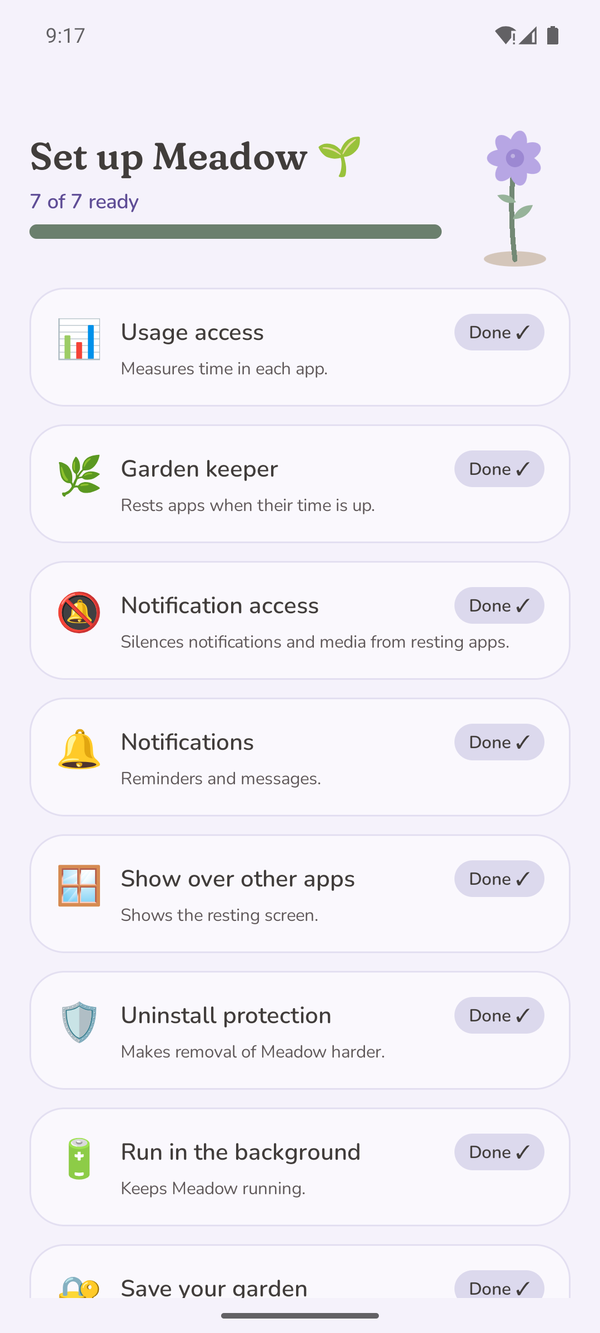 9:17
Set up Meadow 🌱
7 of 7 ready
Usage access
Done ✓
Measures time in each app.
Garden keeper
Done ✓
Rests apps when their time is up.
Notification access
Done ✓
Silences notifications and media from resting apps.
Notifications
Done ✓
Reminders and messages.
Show over other apps
Done ✓
Shows the resting screen.
Uninstall protection
Done ✓
Makes removal of Meadow harder.
Run in the background
Done ✓
Keeps Meadow running.
Save your garden
Done ✓